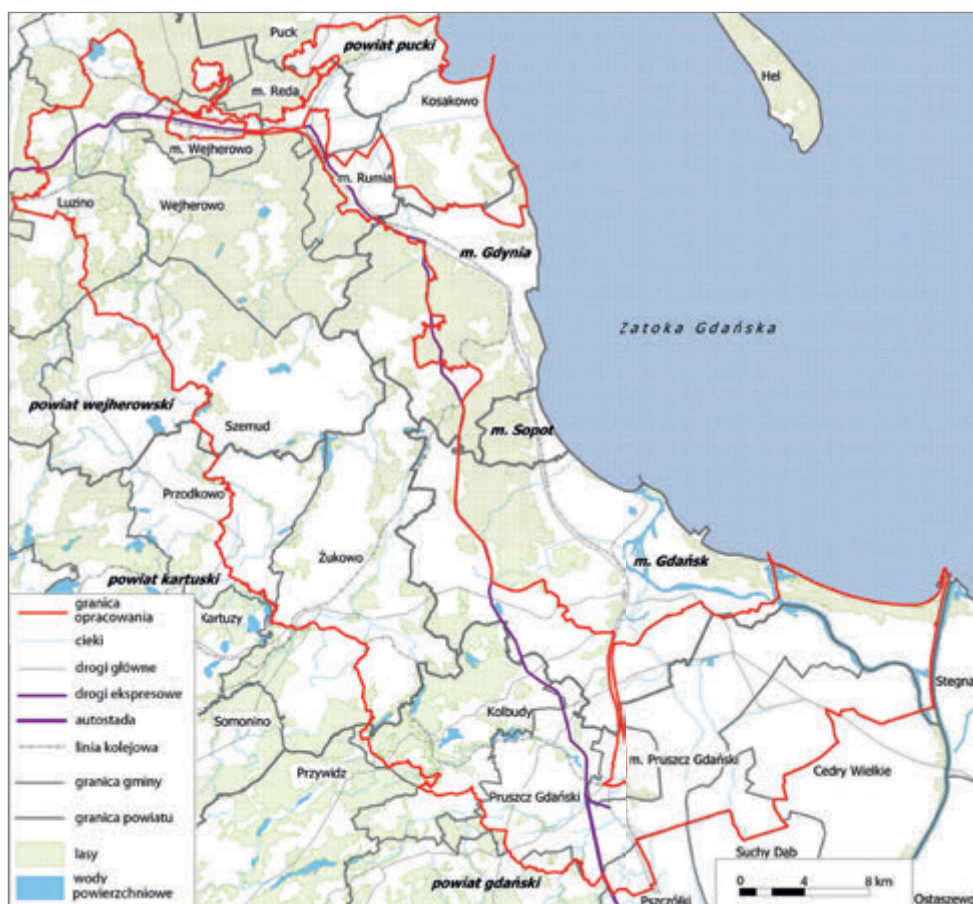 Puck
powiat pucki
Hel
m. Reda
Kosakowo
m. Wejherowo
m. Rumia
Luzino
Wejherowo
m. Gdynia
Zatoka Gdańska
powiat wejherowski
Szemud
m. Sopot
Przodkowo
Żukowo
m. Gdańsk
powiat kartuski
granica
opracowania
Kartuzy
cieki
drogi główne
Stegna
drogi ekspresowe
Kolbudy
autostada
Somonino
linia kolejowa
m. Pruszcz Gdański
Przywidz
Cedry Wielkie
granica gminy
Pruszcz Gdański
granica powiatu
lasy
Suchy Dąb
wody
powierzchniowe
powiat gdański
0 4 8 km
Pszczółki
Ostaszewo